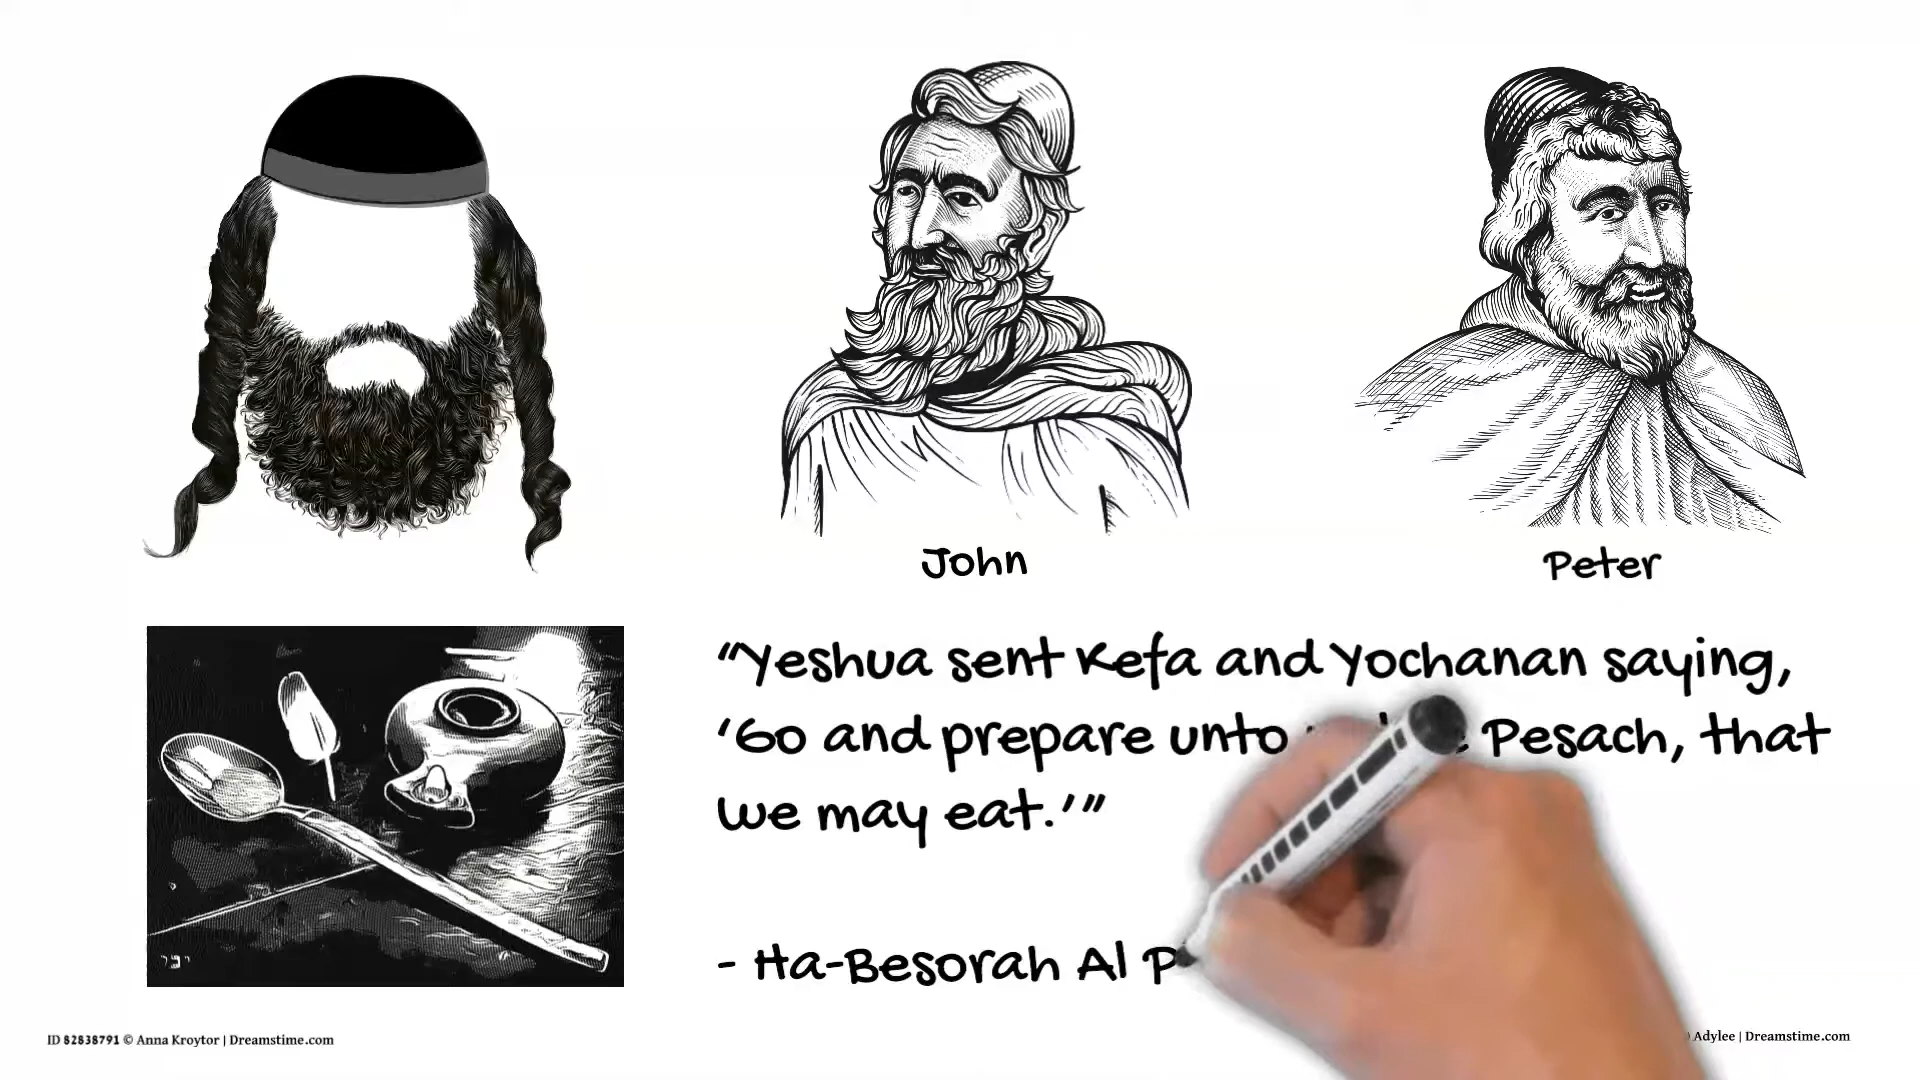 John
Peter
"Yeshua sent Kefa and Yochanan saying,
'Go and prepare unto Pesach, that
we may eat.'"
- Ha-Besorah Al P
ID 82838791 © Anna Kroytor | Dreamstime.com
Adylee | Dreamstime.com